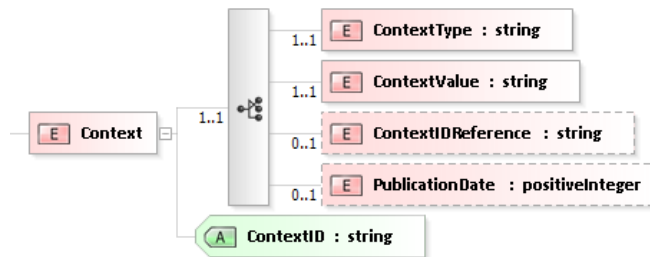 1..1 E ContextType : string
1..1 E ContextValue : string
E Context 1..1
0..1 E ContextIDReference : string
0..1 E PublicationDate : positiveInteger
A ContextID : string